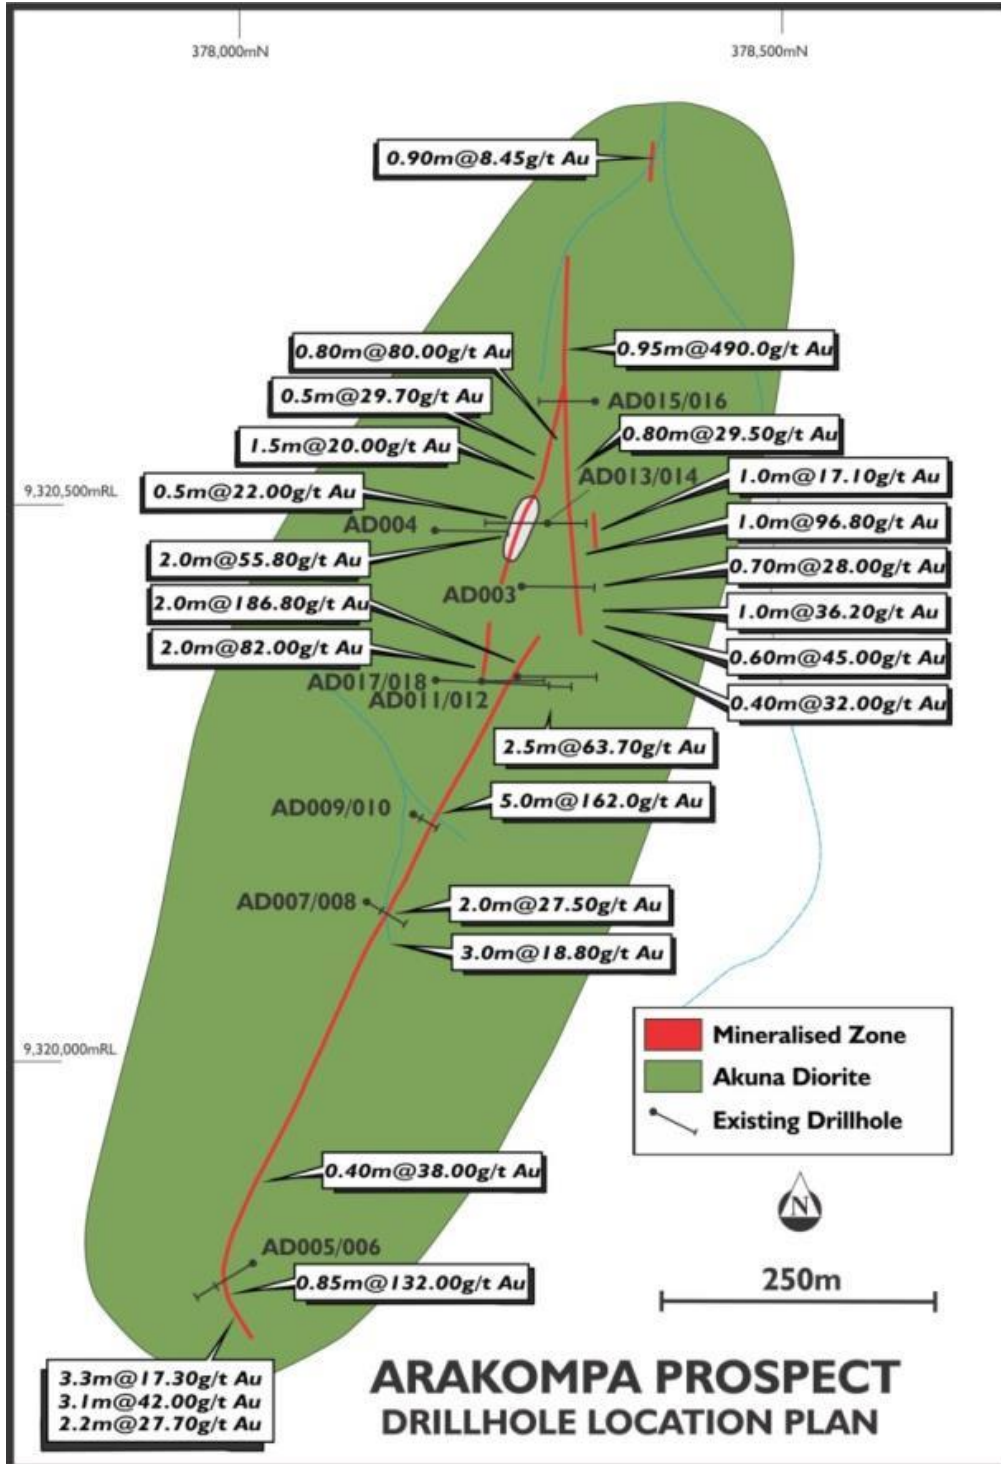 378,000mN
378,500mN
0.90m@8.45g/t Au
0.80m@80.00g/t Au
0.95m@490.0g/t Au
0.5m@29.70g/t Au
AD015/016
1.5m@20.00g/t Au
0.80m@29.50g/t Au
AD013/014
1.0m@17.10g/t Au
9,320,500mRL
0.5m@22.00g/t Au
AD004
1.0m@96.80g/t Au
2.0m@55.80g/t Au
0.70m@28.00g/t Au
AD003
2.0m@186.80g/t Au
1.0m@36.20g/t Au
2.0m@82.00g/t Au
0.60m@45.00g/t Au
AD017/018
AD011/012
0.40m@32.00g/t Au
2.5m@63.70g/t Au
AD009/010
5.0m@162.0g/t Au
AD007/008
2.0m@27.50g/t Au
3.0m@18.80g/t Au
9,320,000mRL
Mineralised Zone
Akuna Diorite
Existing Drillhole
0.40m@38.00g/t Au
N
AD005/006
0.85m@132.00g/t Au
250m
3.3m@17.30g/t Au
3.1m@42.00g/t Au
2.2m@27.70g/t Au
ARAKOMPA PROSPECT
DRILLHOLE LOCATION PLAN